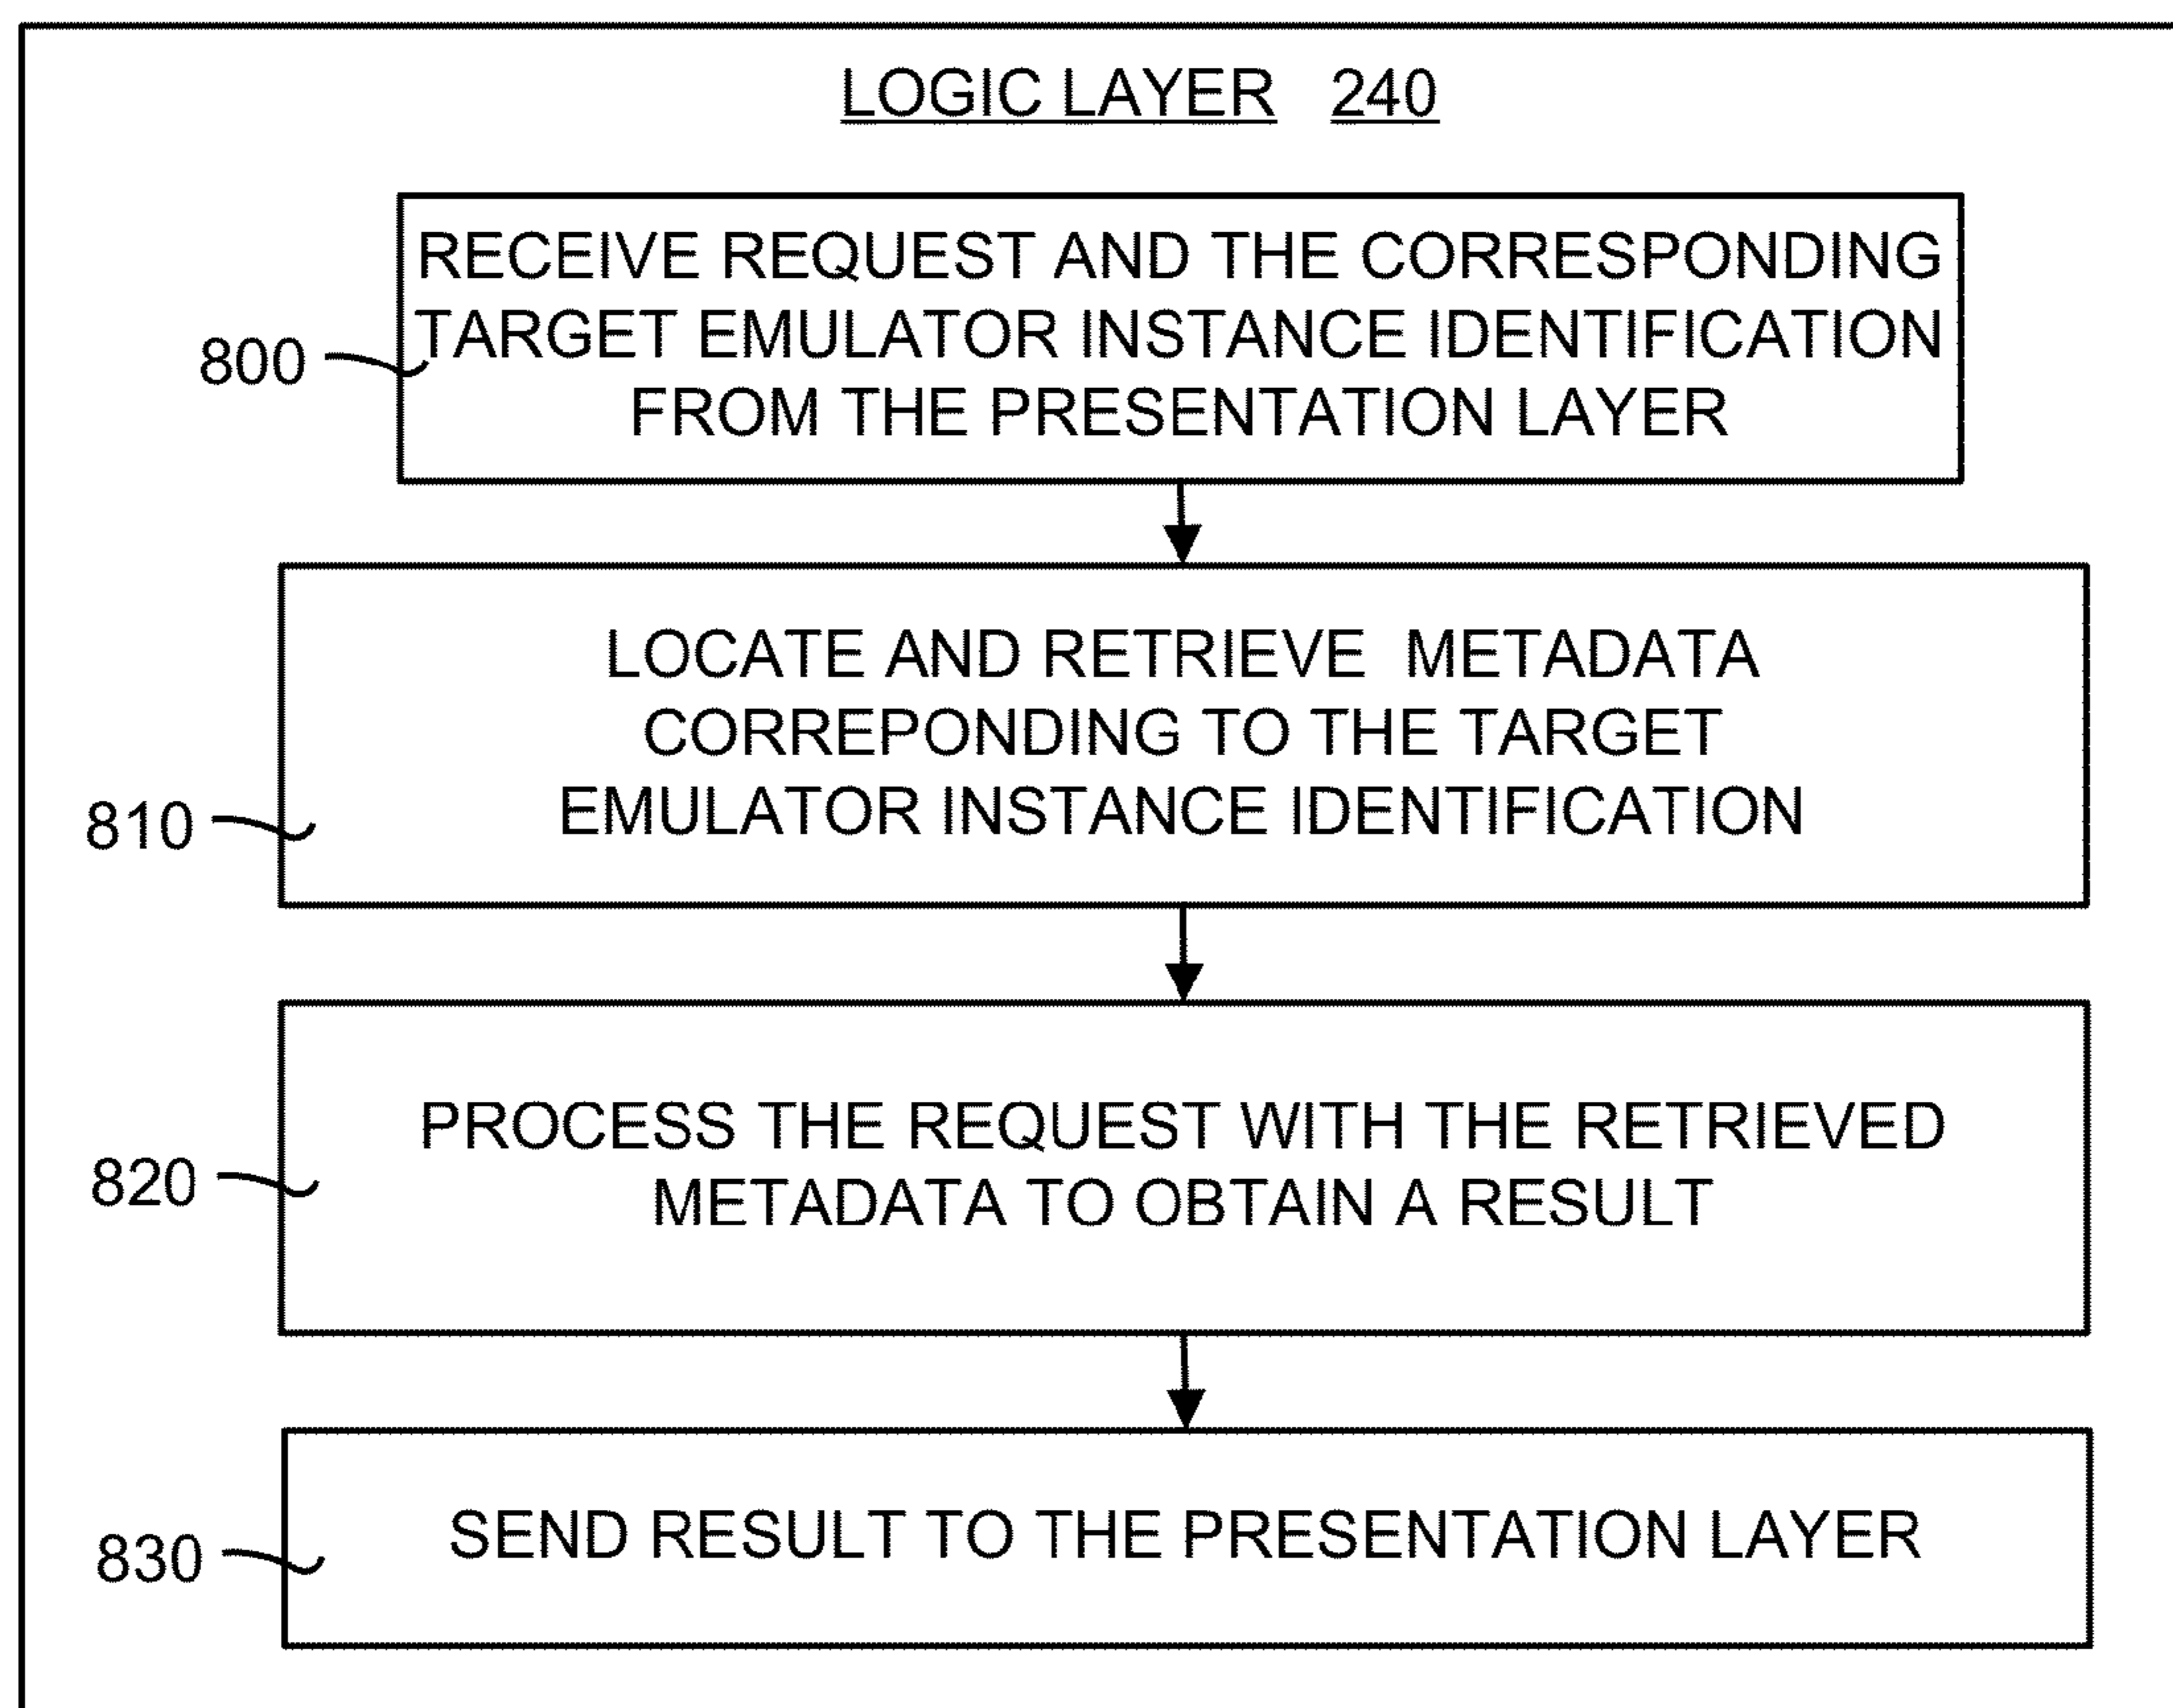 LOGIC LAYER 240
RECEIVE REQUEST AND THE CORRESPONDING
TARGET EMULATOR INSTANCE IDENTIFICATION
FROM THE PRESENTATION LAYER
800
LOCATE AND RETRIEVE METADATA
CORREPONDING TO THE TARGET
EMULATOR INSTANCE IDENTIFICATION
810
PROCESS THE REQUEST WITH THE RETRIEVED
METADATA TO OBTAIN A RESULT
820
SEND RESULT TO THE PRESENTATION LAYER
830